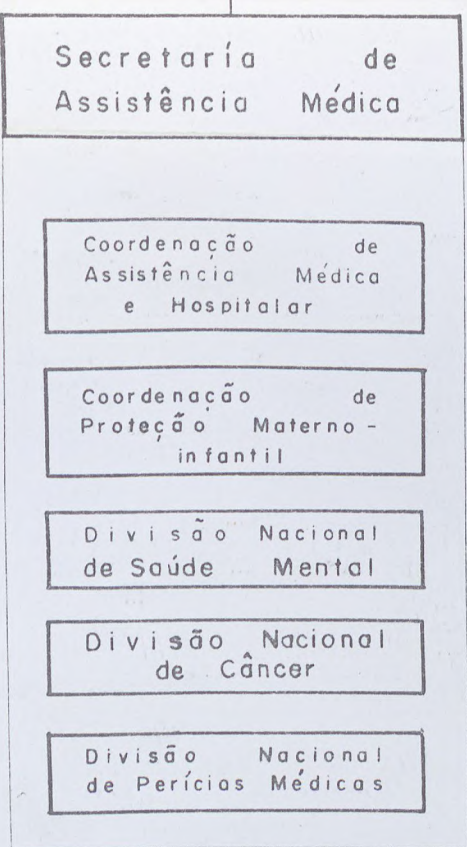 Secretaría de
Assistência Médica
Coordenação de
Assistência Médica
e Hospitalar
Coordenação de
Proteção Materno-
infantil
Divisão Nacional
de Saúde Mental
Divisão Nacional
de Câncer
Divisão Nacional
de Perícias Médicas